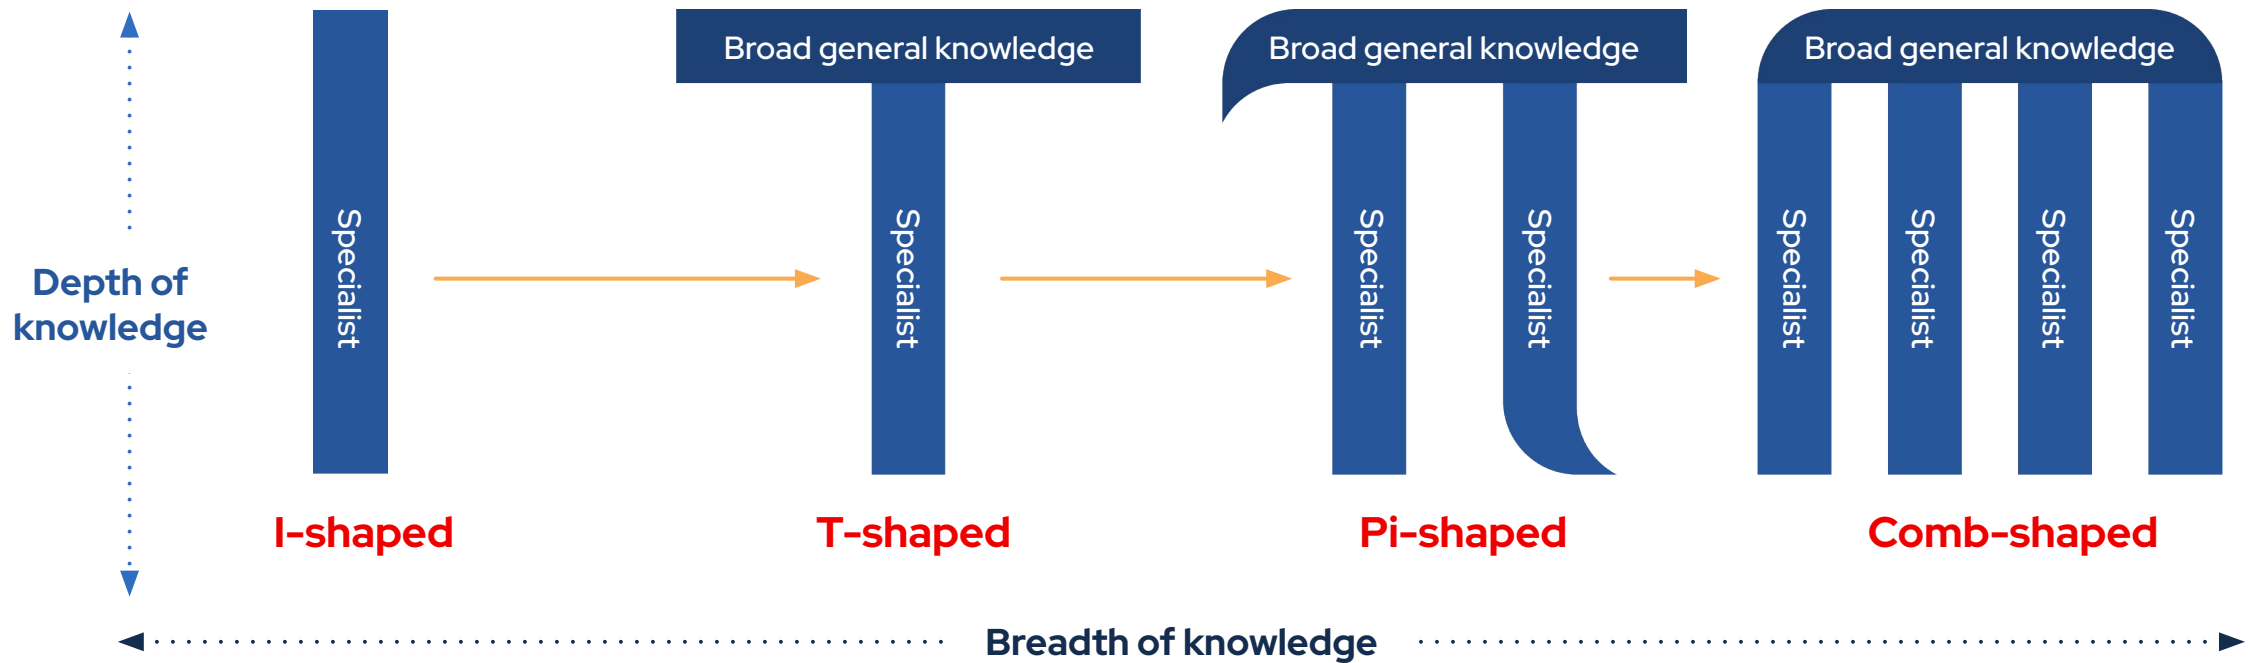 Broad general knowledge
Broad general knowledge
Broad general knowledge
Depth of
knowledge
Specialist
Specialist
Specialist
Specialist
Specialist
Specialist
Specialist
Specialist
I-shaped
T-shaped
Pi-shaped
Comb-shaped
Breadth of knowledge